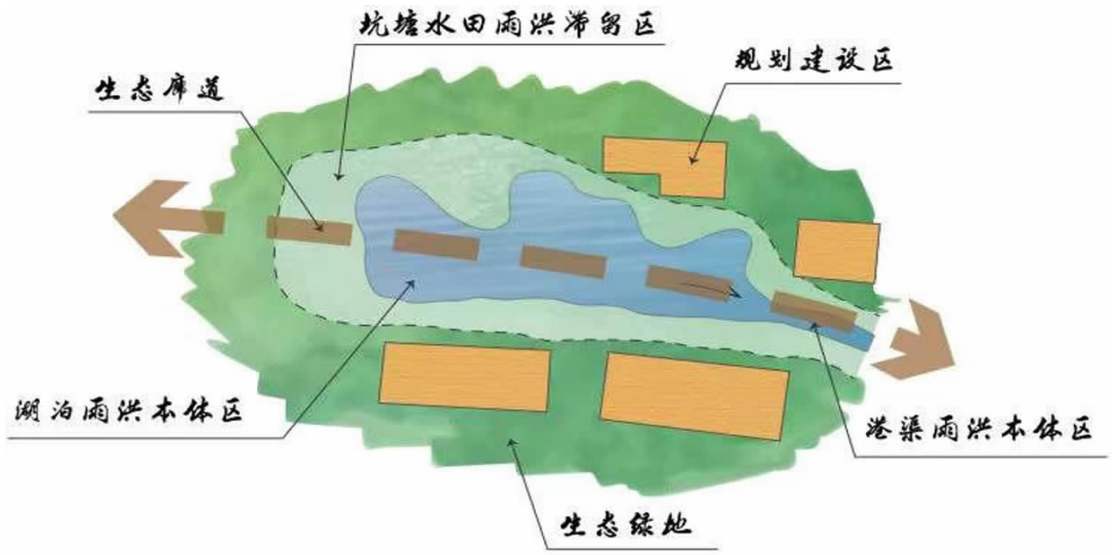 坑塘水田雨洪滞留区
规划建设区
生态廊道
湖泊雨洪本体区
港渠雨洪本体区
生态绿地